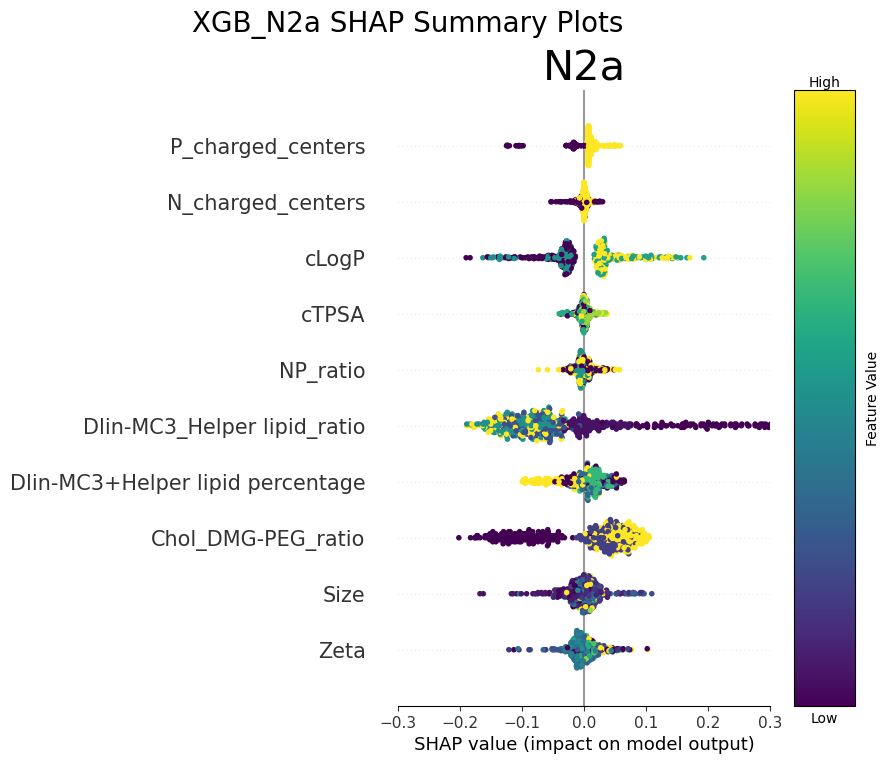 XGB_N2a SHAP Summary Plots
N2a
High
P_charged_centers
N_charged_centers
cLogP
cTPSA
NP_ratio
Dlin-MC3_Helper lipid_ratio
Dlin-MC3+Helper lipid percentage
Chol_DMG-PEG_ratio
Size
Zeta
Feature Value
Low
−0.3 −0.2 −0.1 0.0 0.1 0.2 0.3
SHAP value (impact on model output)